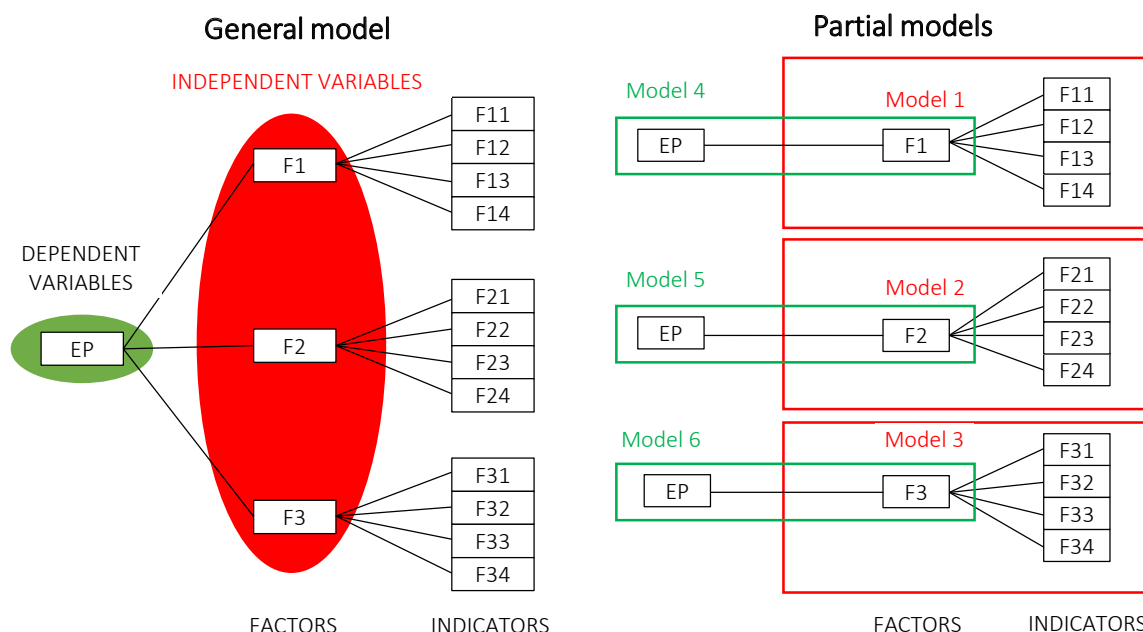 General model
INDEPENDENT VARIABLES
F11
F12
F13
F14
F1
DEPENDENT
VARIABLES
EP
F2
F21
F22
F23
F24
F3
F31
F32
F33
F34
FACTORS
INDICATORS
Partial models
Model 4
Model 1
EP
F1
F11
F12
F13
F14
Model 5
Model 2
EP
F2
F21
F22
F23
F24
Model 6
Model 3
EP
F3
F31
F32
F33
F34
FACTORS
INDICATORS